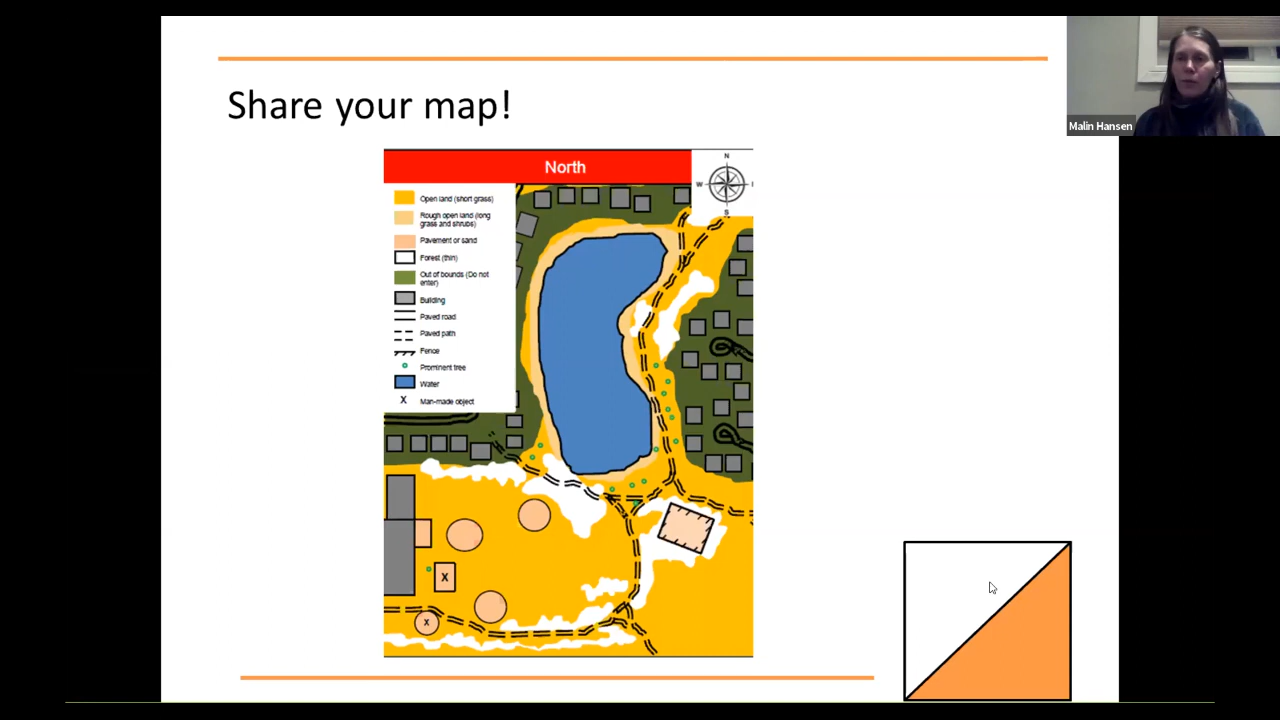 Share your map!
Malin Hansen
North
N
W
S
Open land (short grass)
Rough open land (long
grass and shrubs)
Pavement or sand
Forest (thin)
Out of bounds (Do not
enter)
Building
Paved road
Paved path
Fence
Prominent tree
Water
X Man-made object
X
X